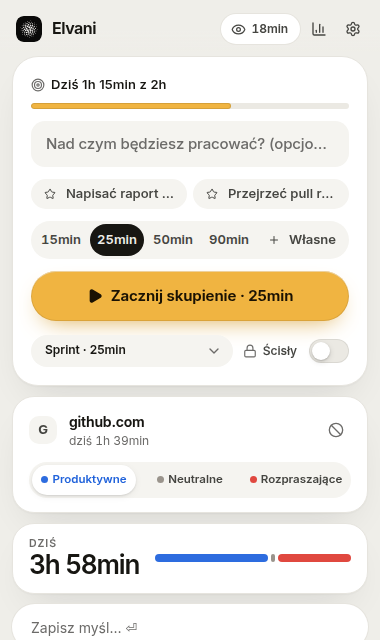 Elvani
18min
Dziś 1h 15min z 2h
Nad czym będziesz pracować? (opcjo...
Napisać raport ...
Przejrzeć pull r...
15min
25min
50min
90min
+ Własne
Zacznij skupienie · 25min
Sprint · 25min
Ścisły
G
github.com
dziś 1h 39min
Produktywne
Neutralne
Rozpraszające
DZIŚ
3h 58min
Zapisz myśl... ⏎